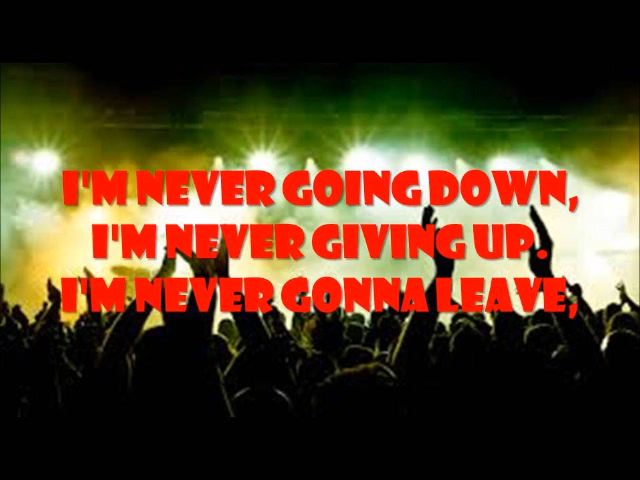 I'M NEVER GOING DOWN,
I'M NEVER GIVING UP.
I'M NEVER GONNA LEAVE,